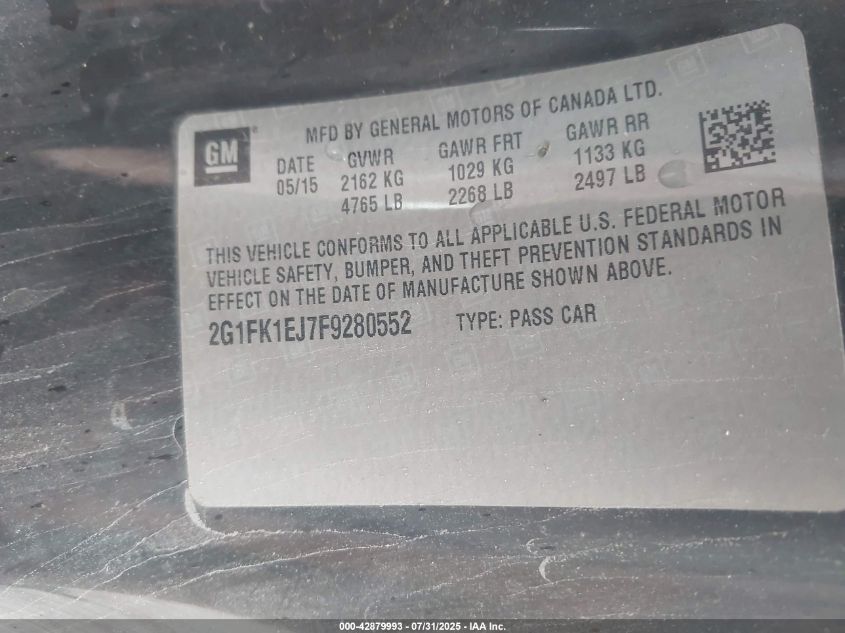 GM
MFD BY GENERAL MOTORS OF CANADA LTD.
DATE GVWR GAWR FRT GAWR RR
05/15 2162 KG 1029 KG 1133 KG
4765 LB 2268 LB 2497 LB
THIS VEHICLE CONFORMS TO ALL APPLICABLE U.S. FEDERAL MOTOR
VEHICLE SAFETY, BUMPER, AND THEFT PREVENTION STANDARDS IN
EFFECT ON THE DATE OF MANUFACTURE SHOWN ABOVE.
2G1FK1EJ7F9280552 TYPE: PASS CAR
000-42879993 - 07/31/2025 - IAA Inc.